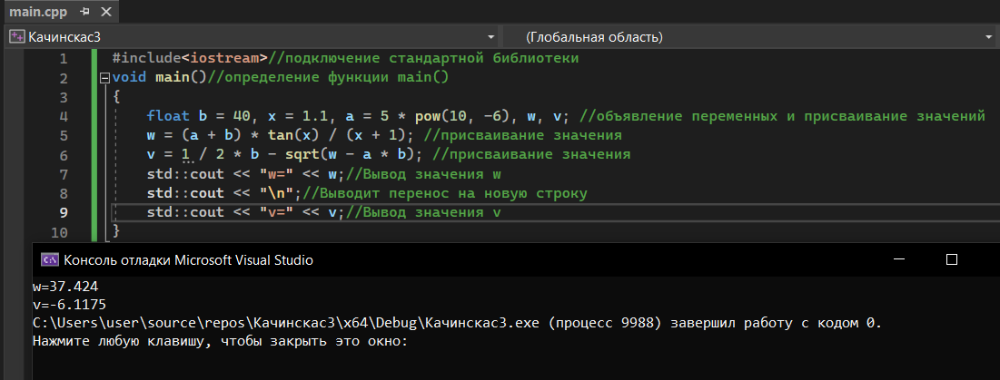 main.cpp
Качинскас3
(Глобальная область)
1 #include<iostream>//подключение стандартной библиотеки
2 void main()//определение функции main()
3 {
4 float b = 40, x = 1.1, a = 5 * pow(10, -6), w, v; //объявление переменных и присваивание значений
5 w = (a + b) * tan(x) / (x + 1); //присваивание значения
6 v = 1 / 2 * b - sqrt(w - a * b); //присваивание значения
7 std::cout << "w=" << w;//Вывод значения w
8 std::cout << "\n";//Выводит перенос на новую строку
9 std::cout << "v=" << v;//Вывод значения v
10 }
Консоль отладки Microsoft Visual Studio
w=37.424
v=-6.1175
C:\Users\user\source\repos\Качинскас3\x64\Debug\Качинскас3.exe (процесс 9988) завершил работу с кодом 0.
Нажмите любую клавишу, чтобы закрыть это окно: